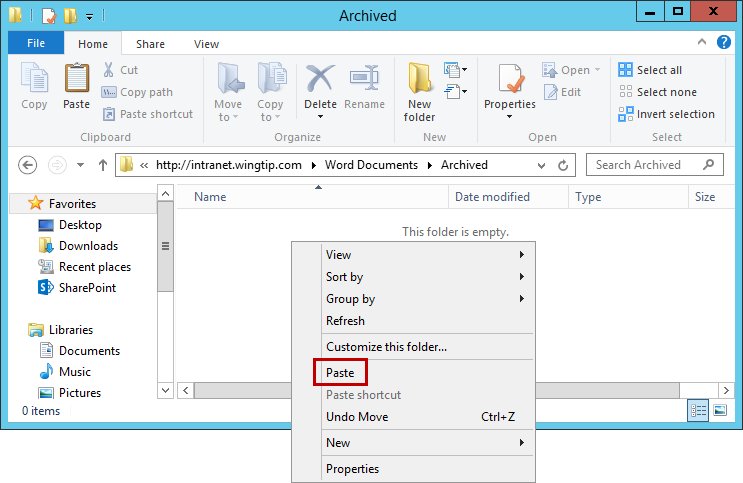 Archived
File Home Share View
Copy
Paste
Cut
Copy path
Paste shortcut
Clipboard
Move to
Copy to
Delete
Rename
Organize
New folder
New
Properties
Open
Edit
Open
Select all
Select none
Invert selection
Select
« http://intranet.wingtip.com Word Documents Archived
Search Archived
Name Date modified Type Size
This folder is empty.
Favorites
Desktop
Downloads
Recent places
SharePoint
Libraries
Documents
Music
Pictures
0 items
View
Sort by
Group by
Refresh
Customize this folder...
Paste
Paste shortcut
Undo Move Ctrl+Z
New
Properties